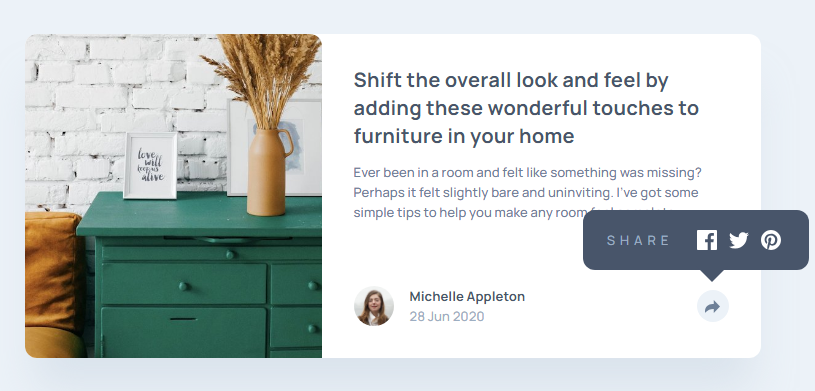 Shift the overall look and feel by
adding these wonderful touches to
furniture in your home
Ever been in a room and felt like something was missing?
Perhaps it felt slightly bare and uninviting. I've got some
simple tips to help you make any room
SHARE
Michelle Appleton
28 Jun 2020
love
will
keep us
alive